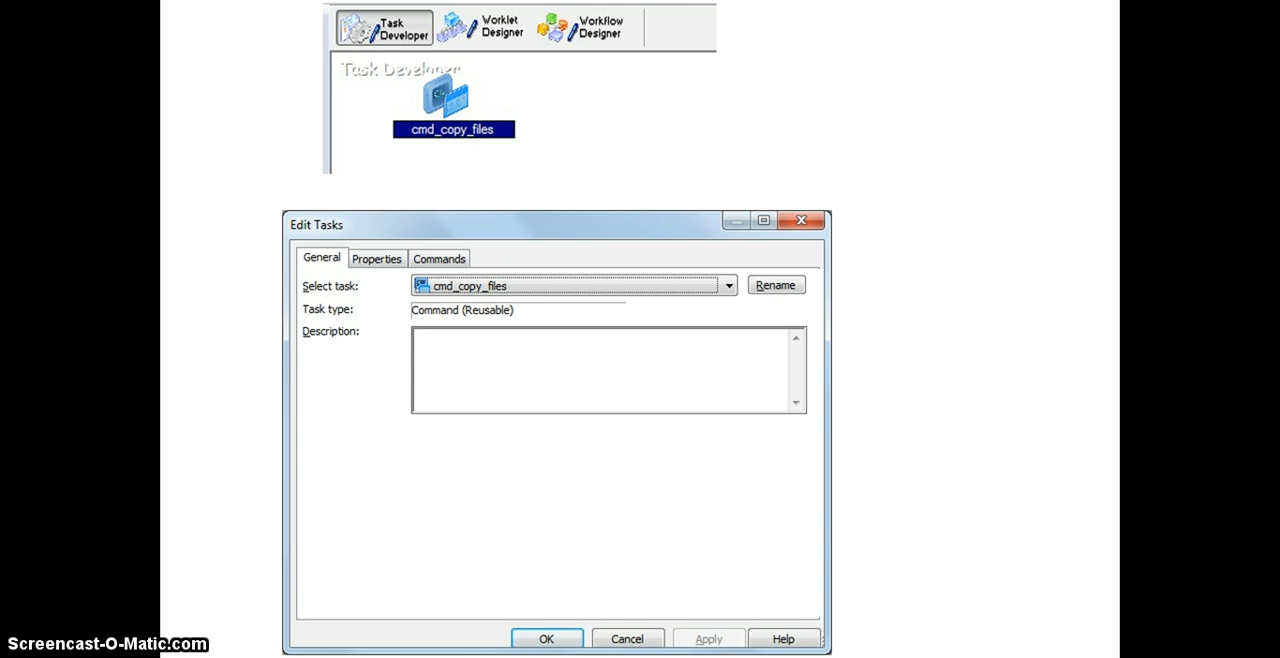 Task Developer
Worklet Designer
Workflow Designer
Task Developer
cmd_copy_files
Edit Tasks
General Properties Commands
Select task: cmd_copy_files Rename
Task type: Command (Reusable)
Description:
OK Cancel Apply Help
Screencast-O-Matic.com